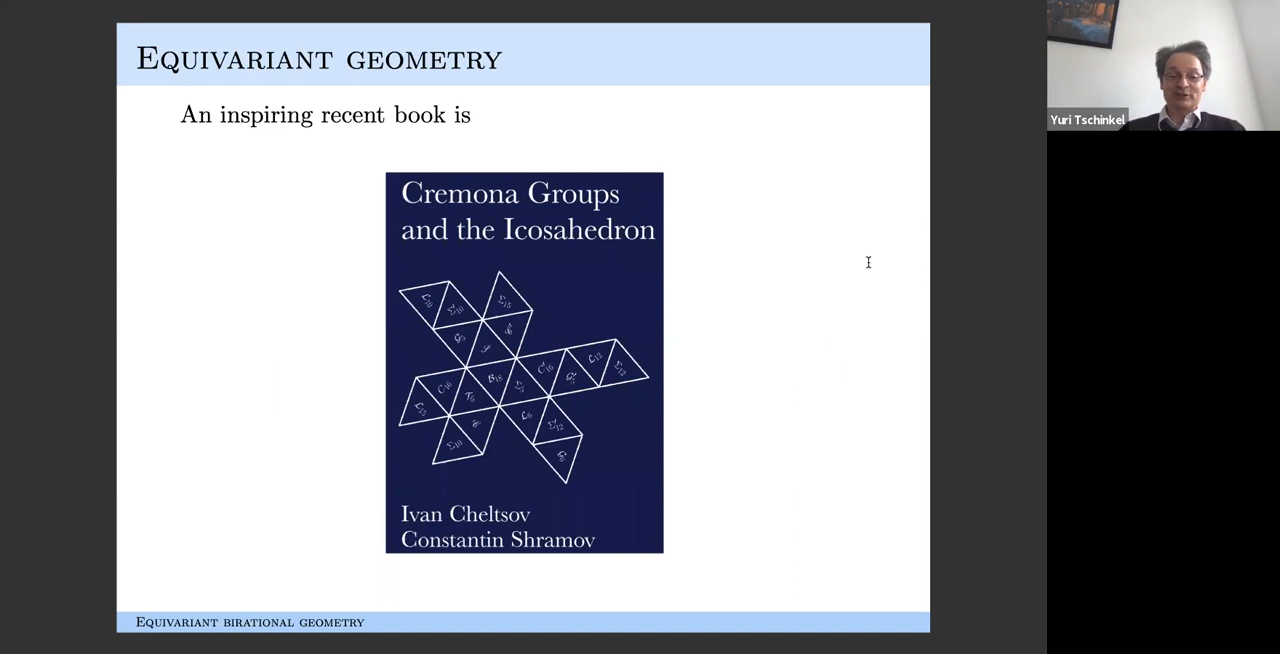 EQUIVARIANT GEOMETRY
An inspiring recent book is
Cremona Groups
and the Icosahedron
Ivan Cheltsov
Constantin Shramov
EQUIVARIANT BIRATIONAL GEOMETRY
Yuri Tschinkel